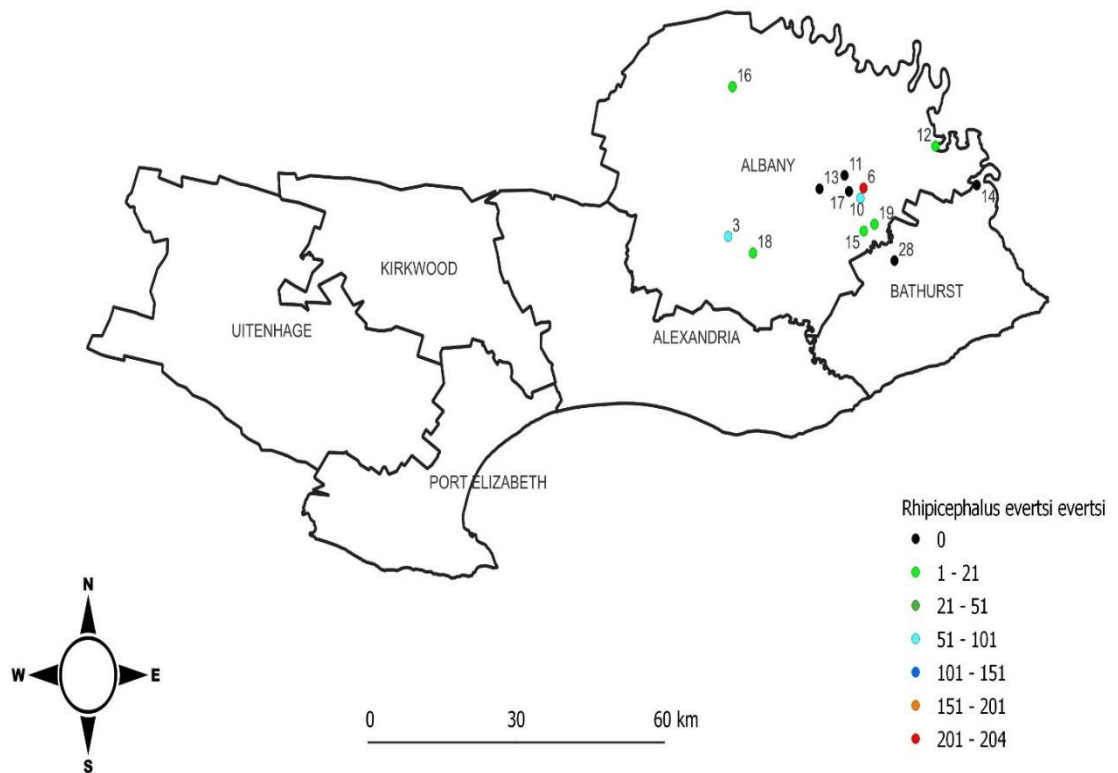 16
12
ALBANY
11
13
6
17
10
14
19
15
3
18
28
KIRKWOOD
BATHURST
UITENHAGE
ALEXANDRIA
PORT ELIZABETH
Rhipicephalus evertsi evertsi
0
1 - 21
21 - 51
51 - 101
101 - 151
151 - 201
201 - 204
N
W
E
S
0 30 60 km